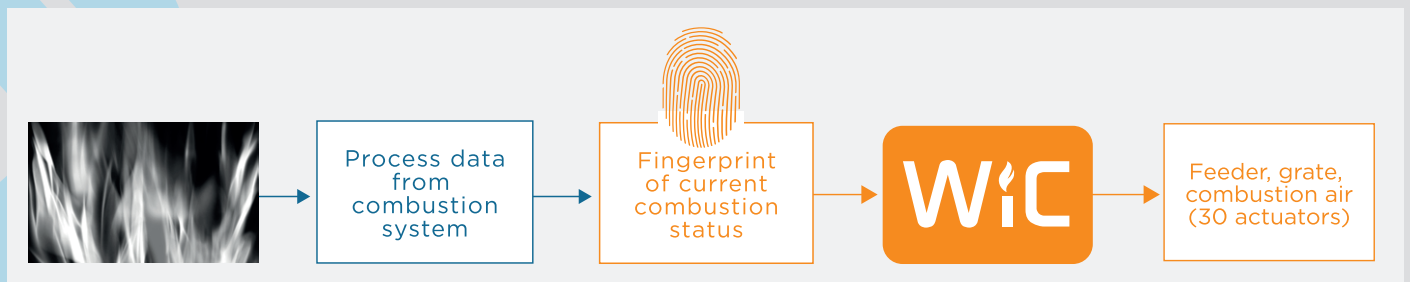 Process data
from
combustion
system
Fingerprint
of current
combustion
status
WiC
Feeder, grate,
combustion air
(30 actuators)